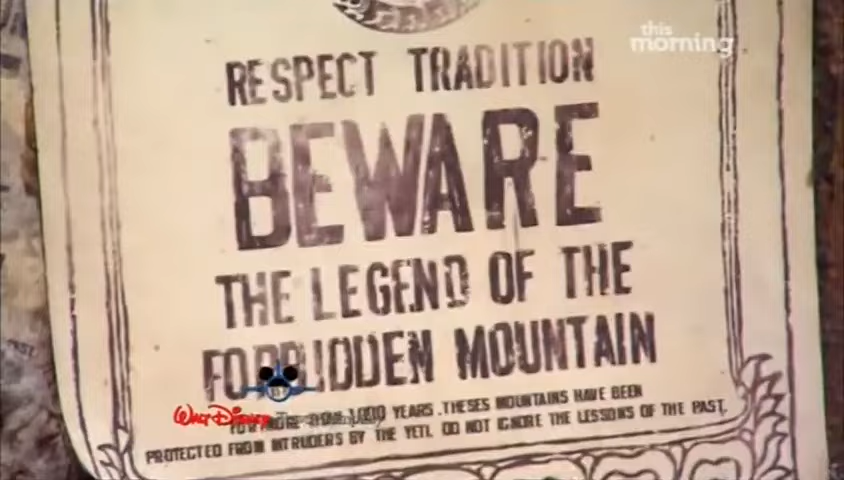 this
morning
RESPECT TRADITION
BEWARE
THE LEGEND OF THE
FORBIDDEN MOUNTAIN
1,000 YEARS .THESES MOUNTAINS HAVE BEEN
PROTECTED FROM INTRUDERS BY THE YETI. DO NOT IGNORE THE LESSONS OF THE PAST.
WALT DISNEY